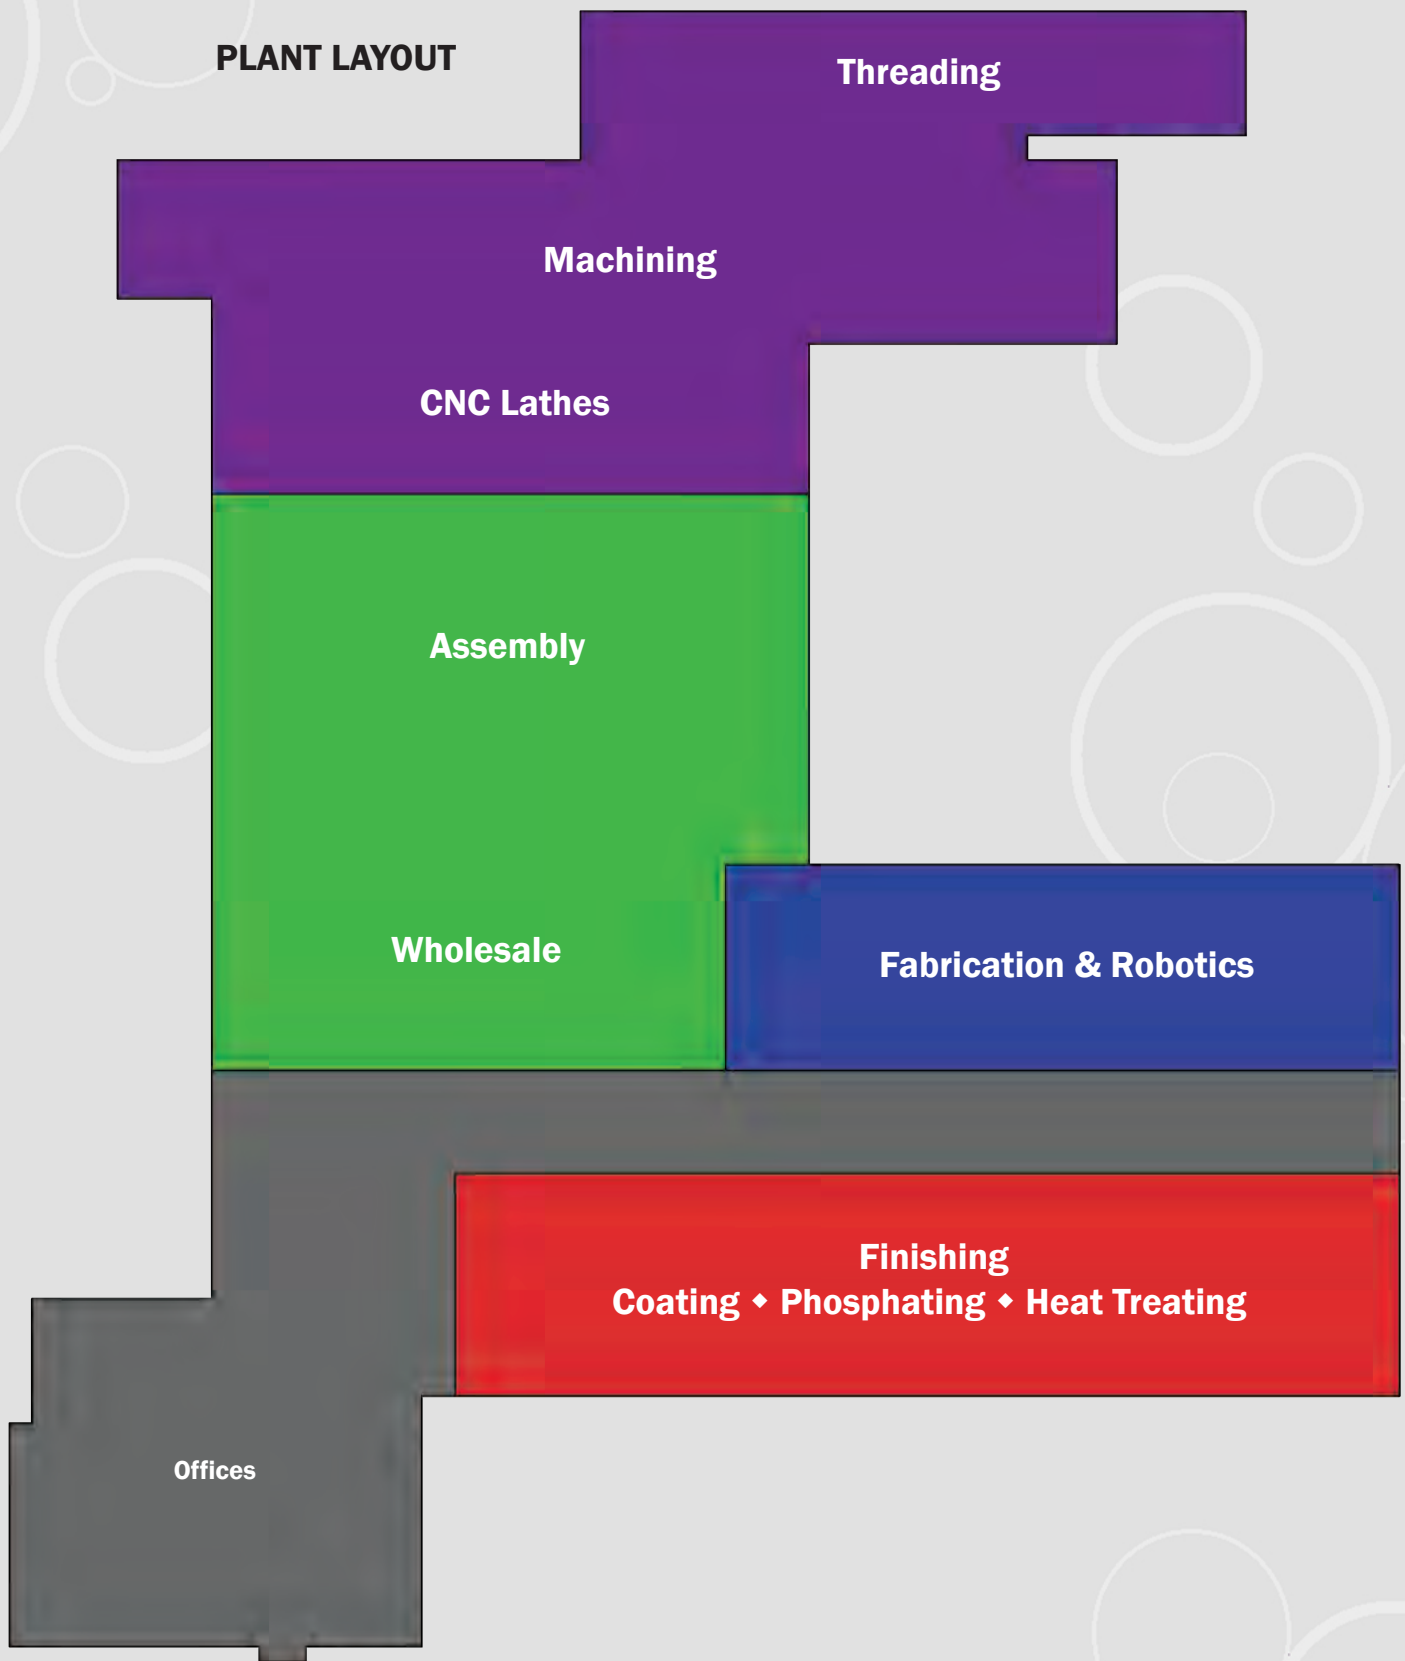 PLANT LAYOUT
Threading
Machining
CNC Lathes
Assembly
Wholesale
Fabrication & Robotics
Finishing
Coating ◆ Phosphating ◆ Heat Treating
Offices